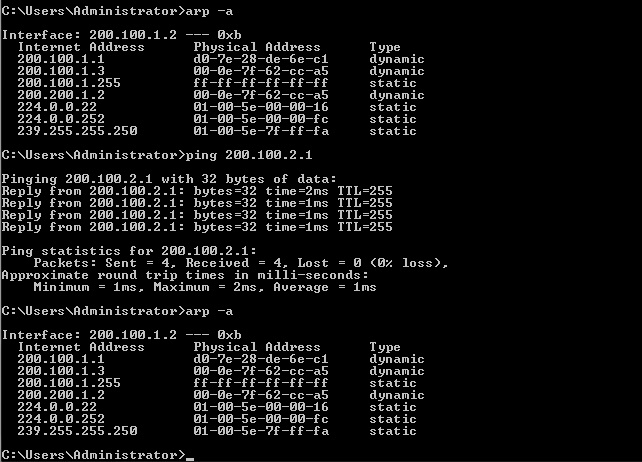 C:\Users\Administrator>arp -a
Interface: 200.100.1.2 --- 0xb
Internet Address Physical Address Type
200.100.1.1 d0-7e-28-de-6e-c1 dynamic
200.100.1.3 00-0e-7f-62-cc-a5 dynamic
200.100.1.255 ff-ff-ff-ff-ff-ff static
200.200.1.2 00-0e-7f-62-cc-a5 dynamic
224.0.0.22 01-00-5e-00-00-16 static
224.0.0.252 01-00-5e-00-00-fc static
239.255.255.250 01-00-5e-7f-ff-fa static
C:\Users\Administrator>ping 200.100.2.1
Pinging 200.100.2.1 with 32 bytes of data:
Reply from 200.100.2.1: bytes=32 time=2ms TTL=255
Reply from 200.100.2.1: bytes=32 time=1ms TTL=255
Reply from 200.100.2.1: bytes=32 time=1ms TTL=255
Reply from 200.100.2.1: bytes=32 time=1ms TTL=255
Ping statistics for 200.100.2.1:
Packets: Sent = 4, Received = 4, Lost = 0 (0% loss),
Approximate round trip times in milli-seconds:
Minimum = 1ms, Maximum = 2ms, Average = 1ms
C:\Users\Administrator>arp -a
Interface: 200.100.1.2 --- 0xb
Internet Address Physical Address Type
200.100.1.1 d0-7e-28-de-6e-c1 dynamic
200.100.1.3 00-0e-7f-62-cc-a5 dynamic
200.100.1.255 ff-ff-ff-ff-ff-ff static
200.200.1.2 00-0e-7f-62-cc-a5 dynamic
224.0.0.22 01-00-5e-00-00-16 static
224.0.0.252 01-00-5e-00-00-fc static
239.255.255.250 01-00-5e-7f-ff-fa static
C:\Users\Administrator>_